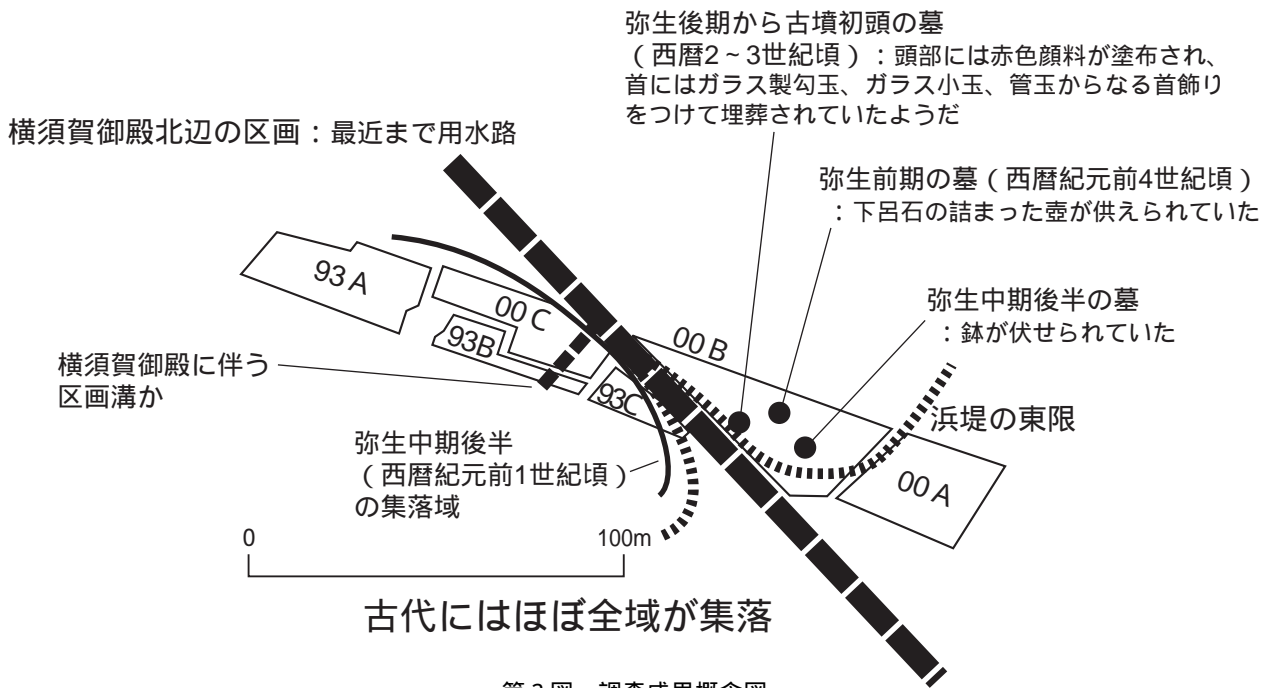 弥生後期から古墳初頭の墓
（西暦2～3世紀頃）：頭部には赤色顔料が塗布され、
首にはガラス製勾玉、ガラス小玉、管玉からなる首飾り
をつけて埋葬されていたようだ
横須賀御殿北辺の区画：最近まで用水路
弥生前期の墓（西暦紀元前4世紀頃）
：下呂石の詰まった壺が供えられていた
弥生中期後半の墓
：鉢が伏せられていた
93A
00C
93B
00B
93C
00A
横須賀御殿に伴う
区画溝か
浜堤の東限
弥生中期後半
（西暦紀元前1世紀頃）
の集落域
0
100m
古代にはほぼ全域が集落